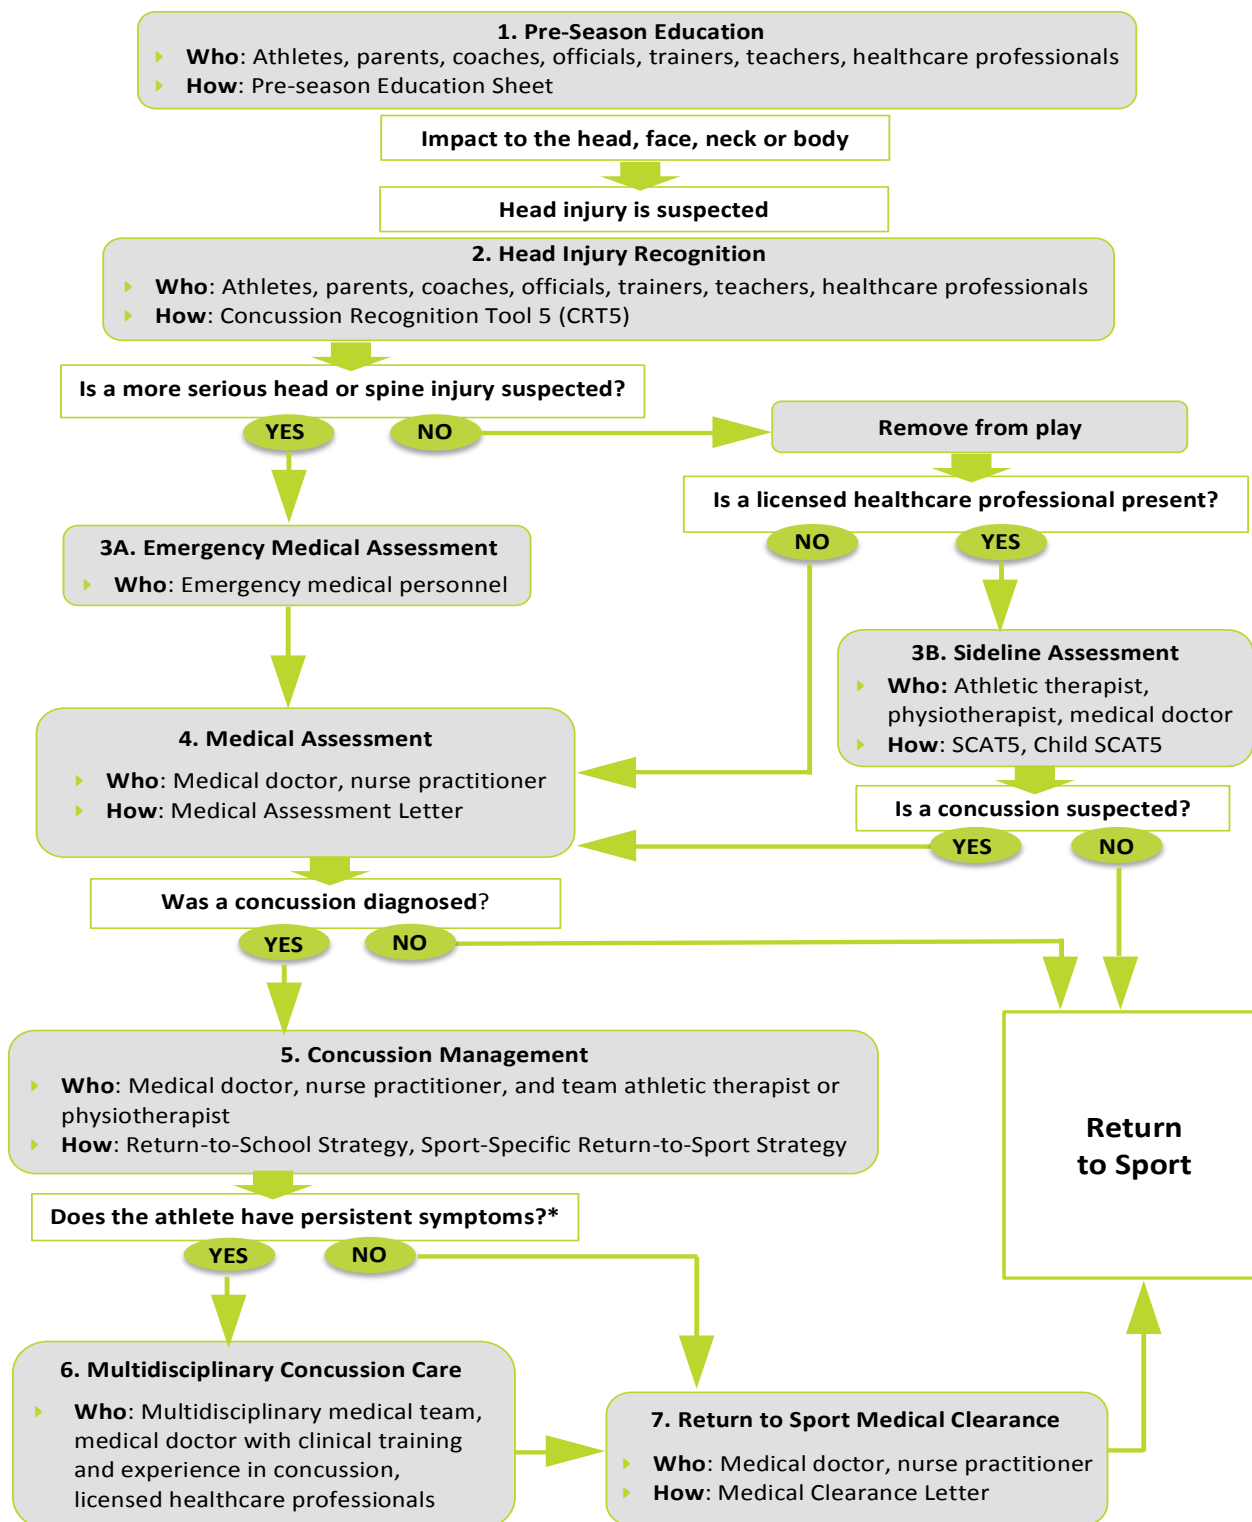 1. Pre-Season Education
Who: Athletes, parents, coaches, officials, trainers, teachers, healthcare professionals
How: Pre-season Education Sheet
Impact to the head, face, neck or body
Head injury is suspected
2. Head Injury Recognition
Who: Athletes, parents, coaches, officials, trainers, teachers, healthcare professionals
How: Concussion Recognition Tool 5 (CRT5)
Is a more serious head or spine injury suspected?
YES
NO
Remove from play
Is a licensed healthcare professional present?
NO
YES
3A. Emergency Medical Assessment
Who: Emergency medical personnel
3B. Sideline Assessment
Who: Athletic therapist,
physiotherapist, medical doctor
How: SCAT5, Child SCAT5
Is a concussion suspected?
YES
NO
4. Medical Assessment
Who: Medical doctor, nurse practitioner
How: Medical Assessment Letter
Was a concussion diagnosed?
YES
NO
5. Concussion Management
Who: Medical doctor, nurse practitioner, and team athletic therapist or
physiotherapist
How: Return-to-School Strategy, Sport-Specific Return-to-Sport Strategy
Return
to Sport
Does the athlete have persistent symptoms?*
YES
NO
6. Multidisciplinary Concussion Care
Who: Multidisciplinary medical team,
medical doctor with clinical training
and experience in concussion,
licensed healthcare professionals
7. Return to Sport Medical Clearance
Who: Medical doctor, nurse practitioner
How: Medical Clearance Letter